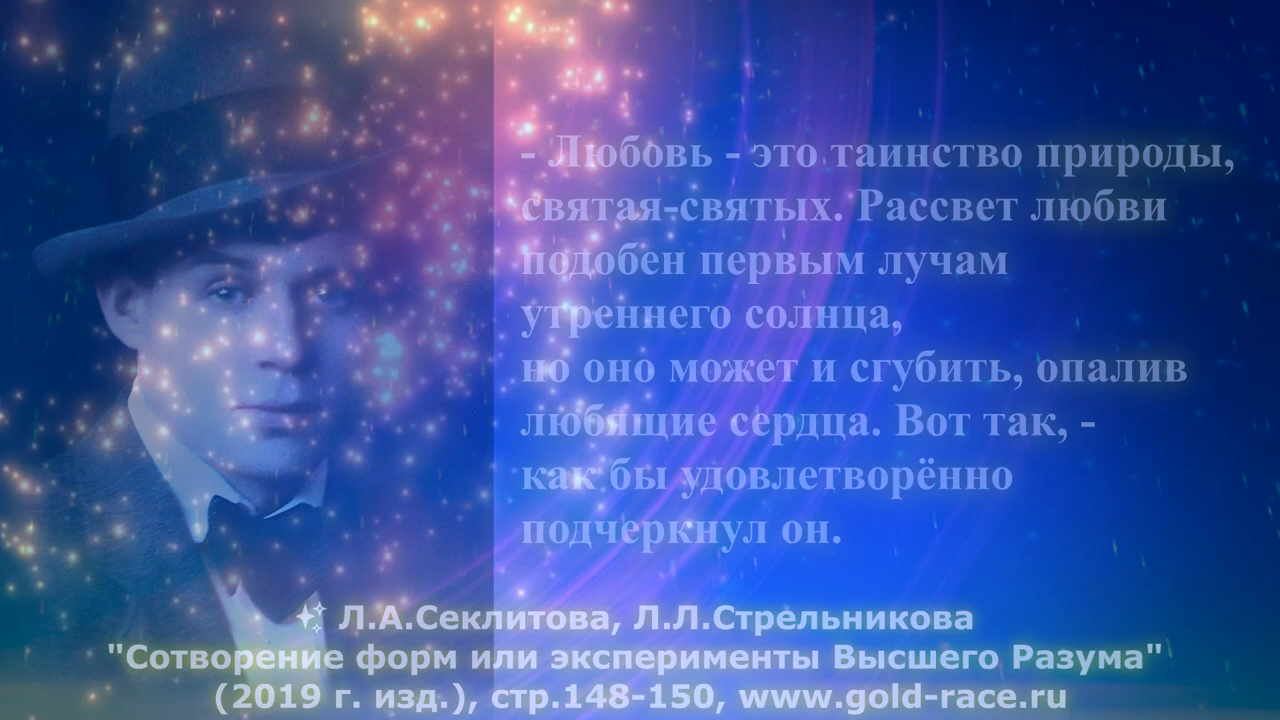 - Любовь - это таинство природы,
святая-святых. Рассвет любви
подобен первым лучам
утреннего солнца,
но оно может и сгубить, опалив
любящие сердца. Вот так, -
как бы удовлетворённо
подчеркнул он.
✨ Л.А.Секлитова, Л.Л.Стрельникова
"Сотворение форм или эксперименты Высшего Разума"
(2019 г. изд.), стр.148-150, www.gold-race.ru